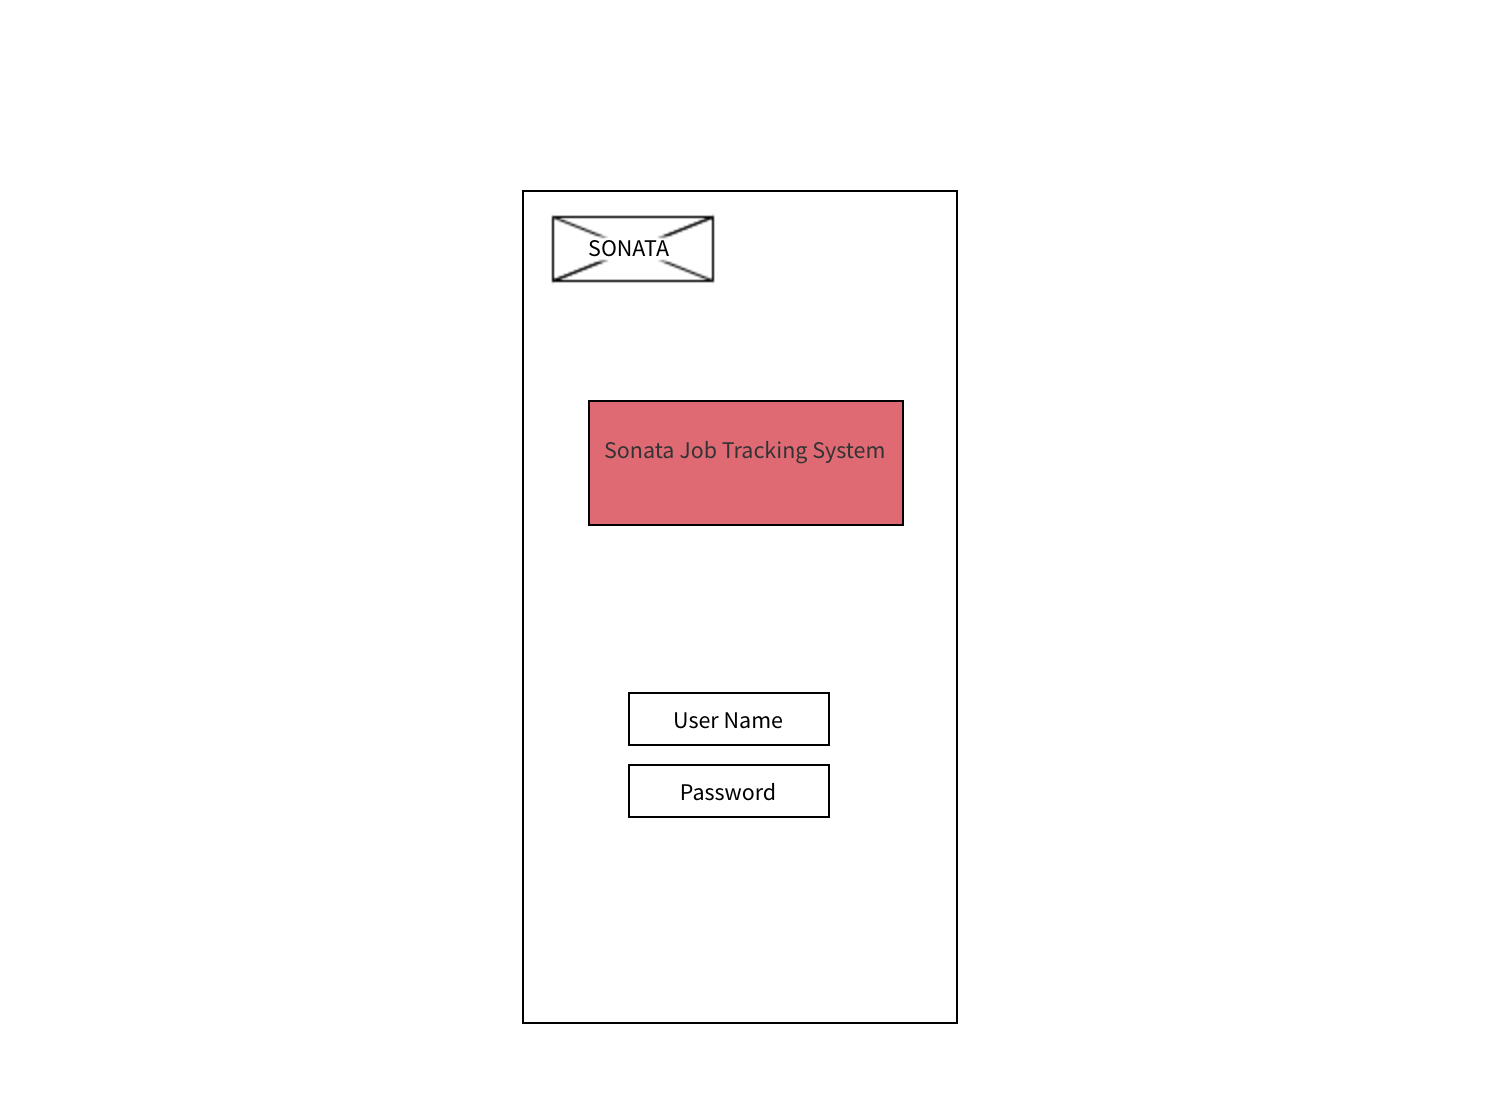 SONATA
Sonata Job Tracking System
User Name
Password